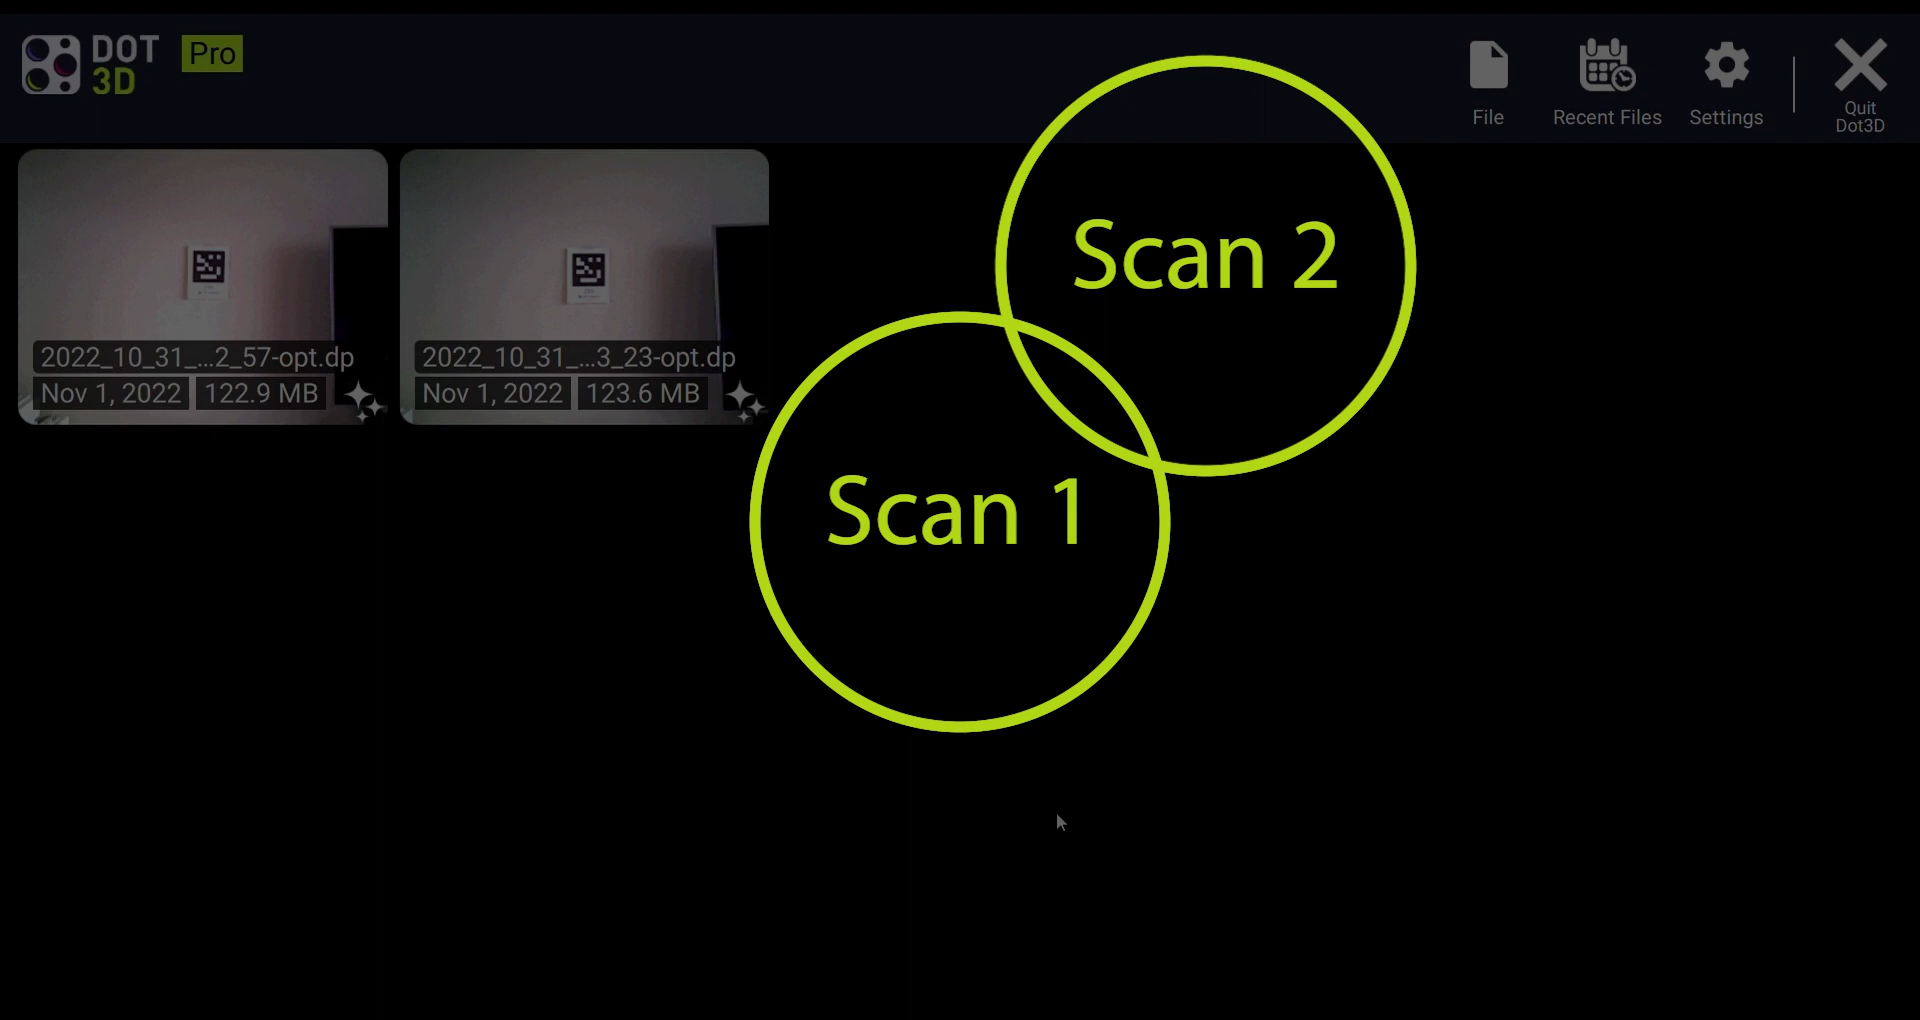 DOT
3D
Pro
File
Recent Files
Settings
Quit
Dot3D
2022_10_31_...2_57-opt.dp
Nov 1, 2022
122.9 MB
2022_10_31_...3_23-opt.dp
Nov 1, 2022
123.6 MB
Scan 2
Scan 1